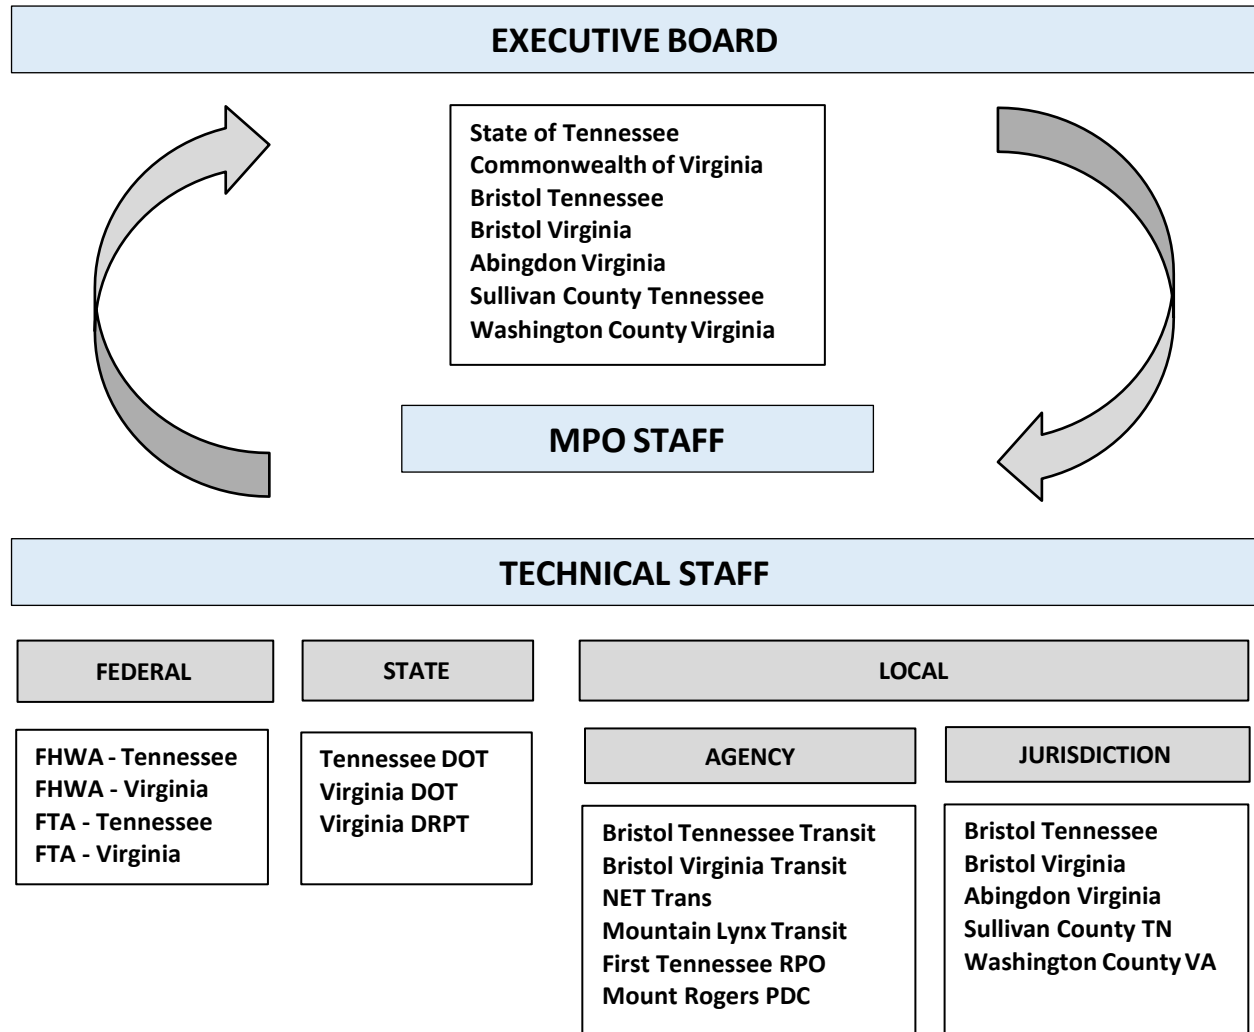 EXECUTIVE BOARD
State of Tennessee
Commonwealth of Virginia
Bristol Tennessee
Bristol Virginia
Abingdon Virginia
Sullivan County Tennessee
Washington County Virginia
MPO STAFF
TECHNICAL STAFF
FEDERAL
FHWA - Tennessee
FHWA - Virginia
FTA - Tennessee
FTA - Virginia
STATE
Tennessee DOT
Virginia DOT
Virginia DRPT
LOCAL
AGENCY
Bristol Tennessee Transit
Bristol Virginia Transit
NET Trans
Mountain Lynx Transit
First Tennessee RPO
Mount Rogers PDC
JURISDICTION
Bristol Tennessee
Bristol Virginia
Abingdon Virginia
Sullivan County TN
Washington County VA